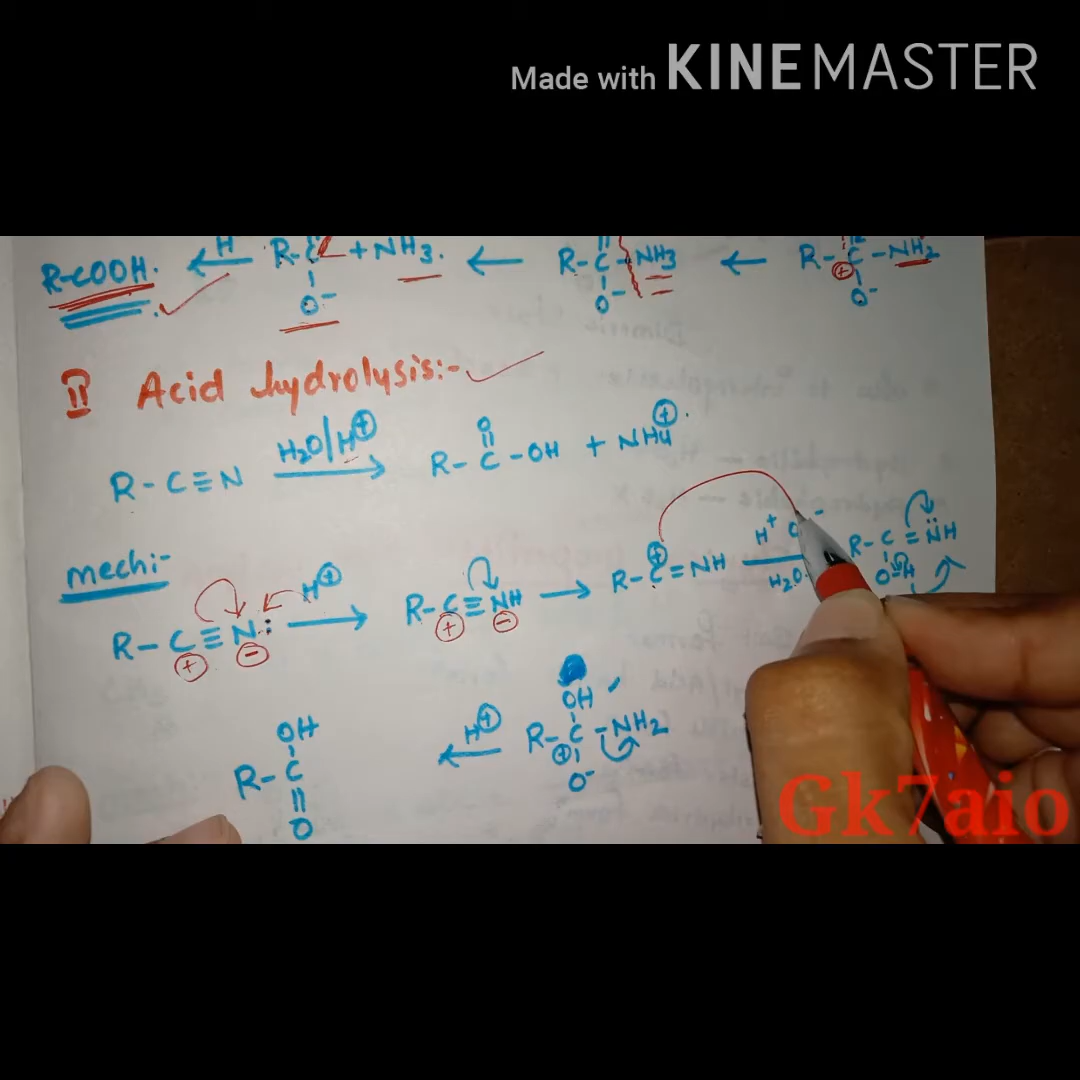 Made with KINEMASTER
R-COOH. ← H R-C + NH3. ← R-C-NH3 ← R-C-NH2
O⁻ O⁻ ⊕ O⁻
II Acid hydrolysis:-
R-C≡N H2O/H⊕ → R-C-OH + NH4⊕.
O
mechi:-
R-C≡N: H⊕ → R-C≡NH → R-C⊕=NH H⁺ H2O R-C=N̈H
⊕ ⊖ ⊕ ⊖ O-H
OH
R-C-NH2
⊕ O⁻
H⊕ ←
OH
R-C
O
Gk7aio